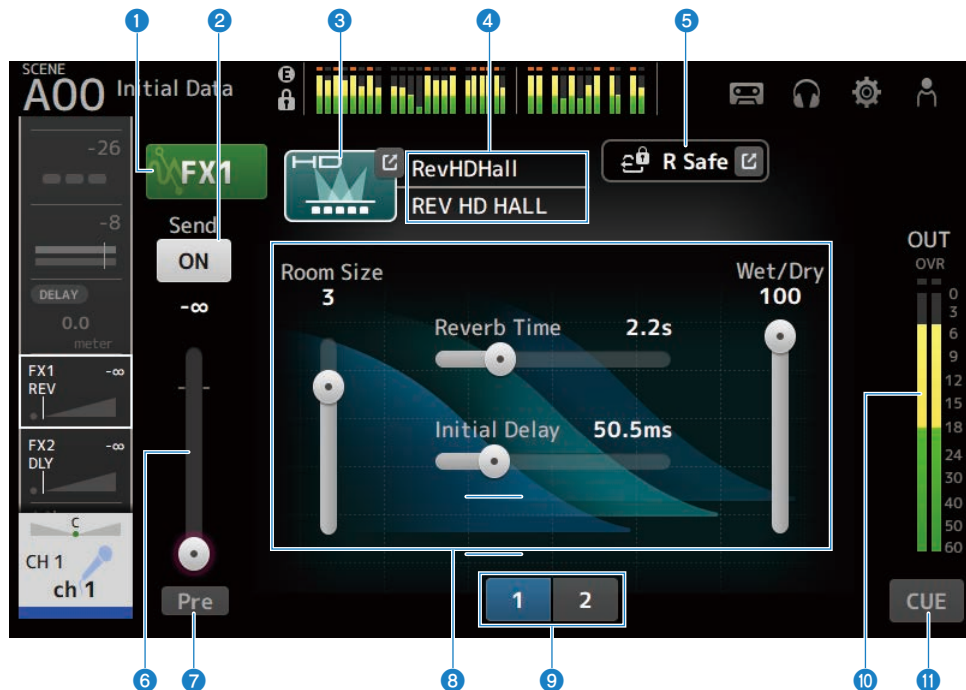 1 2 3 4 5
SCENE
A00 Initial Data
E
-26
-8
DELAY
0.0
meter
FX1 -∞
REV
FX2 -∞
DLY
C
CH 1
ch 1
FX1
Send
ON
-∞
Pre
HD
RevHDHall
REV HD HALL
R Safe
Room Size
3
Reverb Time 2.2s
Initial Delay 50.5ms
Wet/Dry
100
1 2
OUT
OVR
0
3
6
9
12
15
18
24
30
40
50
60
CUE
6 7 8 9 10 11